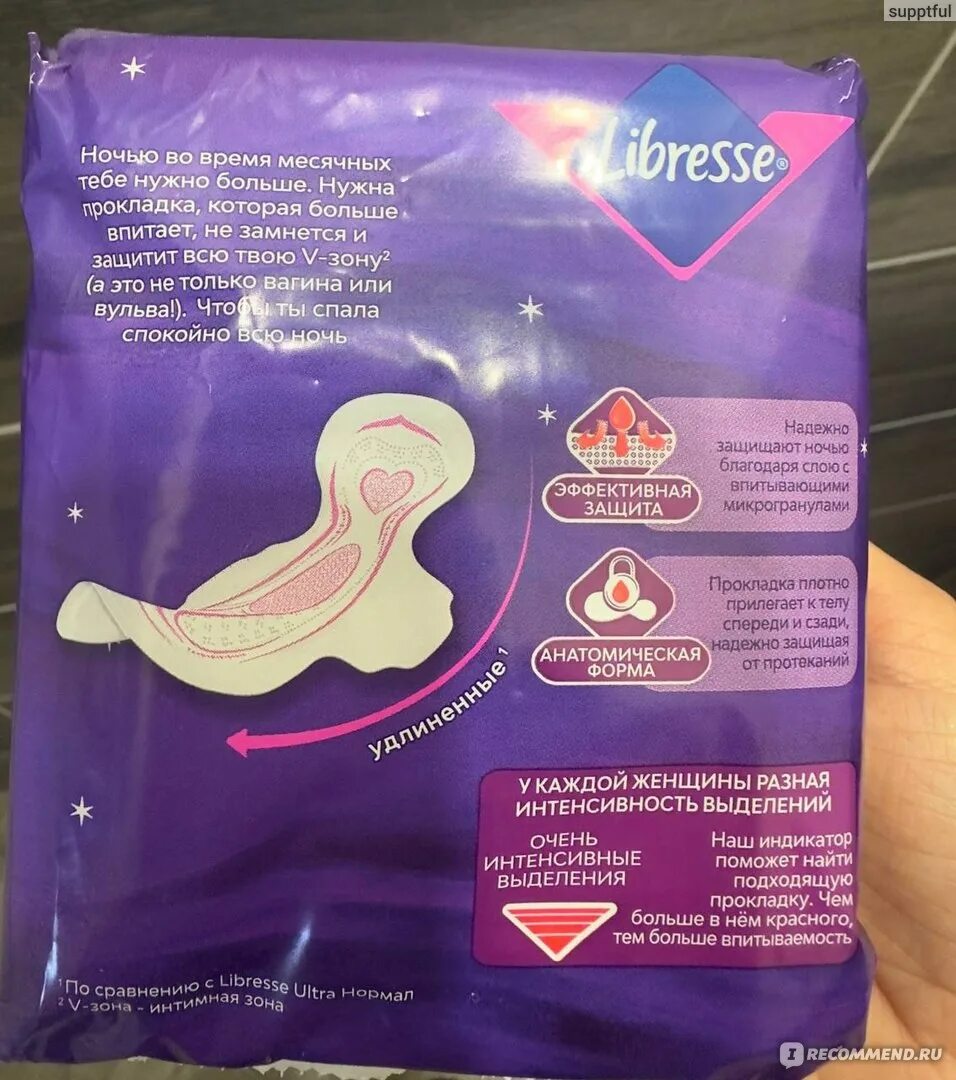 supptful
Libresse®
Ночью во время месячных
тебе нужно больше. Нужна
прокладка, которая больше
впитает, не замнется и
защитит всю твою V-зону²
(а это не только вагина или
вульва!). Чтобы ты спала
спокойно всю ночь
Надежно
защищают ночью
благодаря слою с
впитывающими
микрогранулами
ЭФФЕКТИВНАЯ
ЗАЩИТА
Прокладка плотно
прилегает к телу
спереди и сзади,
надежно защищая
от протеканий
АНАТОМИЧЕСКАЯ
ФОРМА
удлиненные¹
У КАЖДОЙ ЖЕНЩИНЫ РАЗНАЯ
ИНТЕНСИВНОСТЬ ВЫДЕЛЕНИЙ
ОЧЕНЬ
ИНТЕНСИВНЫЕ
ВЫДЕЛЕНИЯ
Наш индикатор
поможет найти
подходящую
прокладку. Чем
больше в нём красного,
тем больше впитываемость
¹По сравнению с Libresse Ultra Нормал
² V-зона - интимная зона
IRECOMMEND.RU